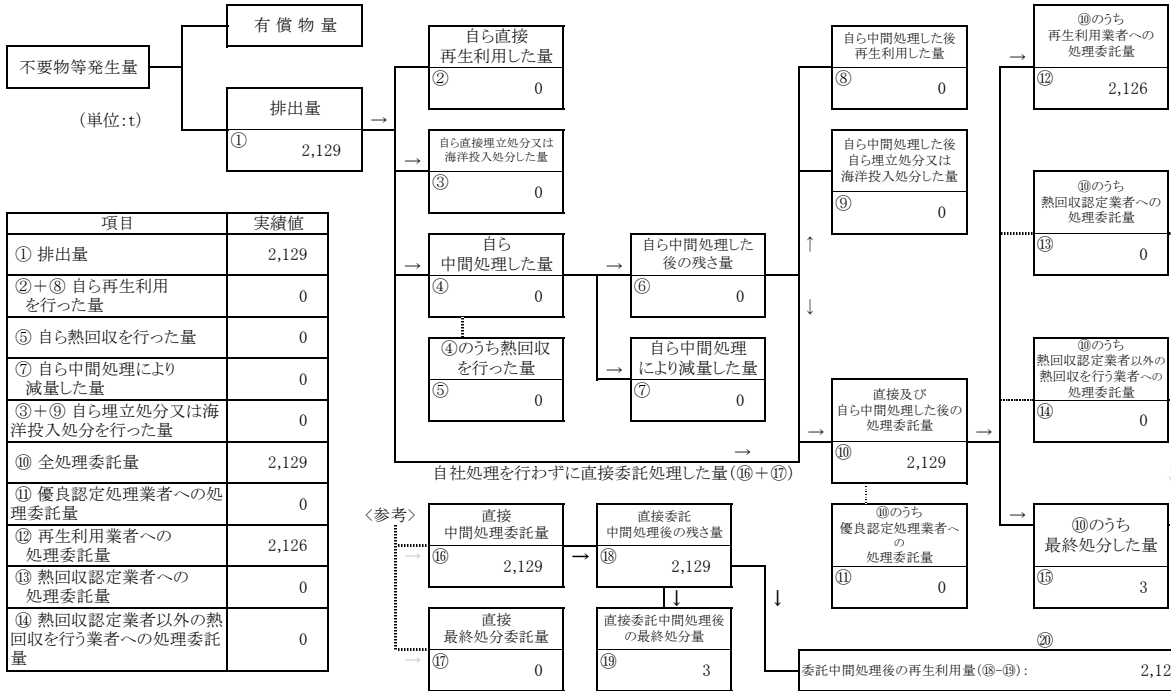 有 償 物 量
不要物等発生量
(単位:t)
排出量
①
2,129
→
自ら直接
再生利用した量
②
0
→
自ら直接埋立処分又は
海洋投入処分した量
③
0
→
自ら
中間処理した量
④
0
④のうち熱回収
を行った量
⑤
0
→
自ら中間処理した
後の残さ量
⑥
0
→
自ら中間処理
により減量した量
⑦
0
自ら中間処理した後
再生利用した量
⑧
0
自ら中間処理した後
自ら埋立処分又は
海洋投入処分した量
⑨
0
↑
↓
→
自社処理を行わずに直接委託処理した量(⑯+⑰)
→
直接及び
自ら中間処理した後の
処理委託量
⑩
2,129
→
⑩のうち
優良認定処理業者へ
の
処理委託量
⑪
0
→
⑩のうち
再生利用業者への
処理委託量
⑫
2,126
⑩のうち
熱回収認定業者への
処理委託量
⑬
0
⑩のうち
熱回収認定業者以外の
熱回収を行う業者への
処理委託量
⑭
0
→
⑩のうち
最終処分した量
⑮
3
項目 実績値
① 排出量 2,129
②+⑧ 自ら再生利用
を行った量 0
⑤ 自ら熱回収を行った量 0
⑦ 自ら中間処理により
減量した量 0
③+⑨ 自ら埋立処分又は海
洋投入処分を行った量 0
⑩ 全処理委託量 2,129
⑪ 優良認定処理業者への処
理委託量 0
⑫ 再生利用業者への
処理委託量 2,126
⑬ 熱回収認定業者への
処理委託量 0
⑭ 熱回収認定業者以外の熱
回収を行う業者への処理委託
量 0
〈参考〉
→
直接
中間処理委託量
⑯
2,129
→
直接委託
中間処理後の残さ量
⑱
2,129
↓
↓
→
直接
最終処分委託量
⑰
0
直接委託中間処理後
の最終処分量
⑲
3
⑳
委託中間処理後の再生利用量(⑱-⑲): 2,12